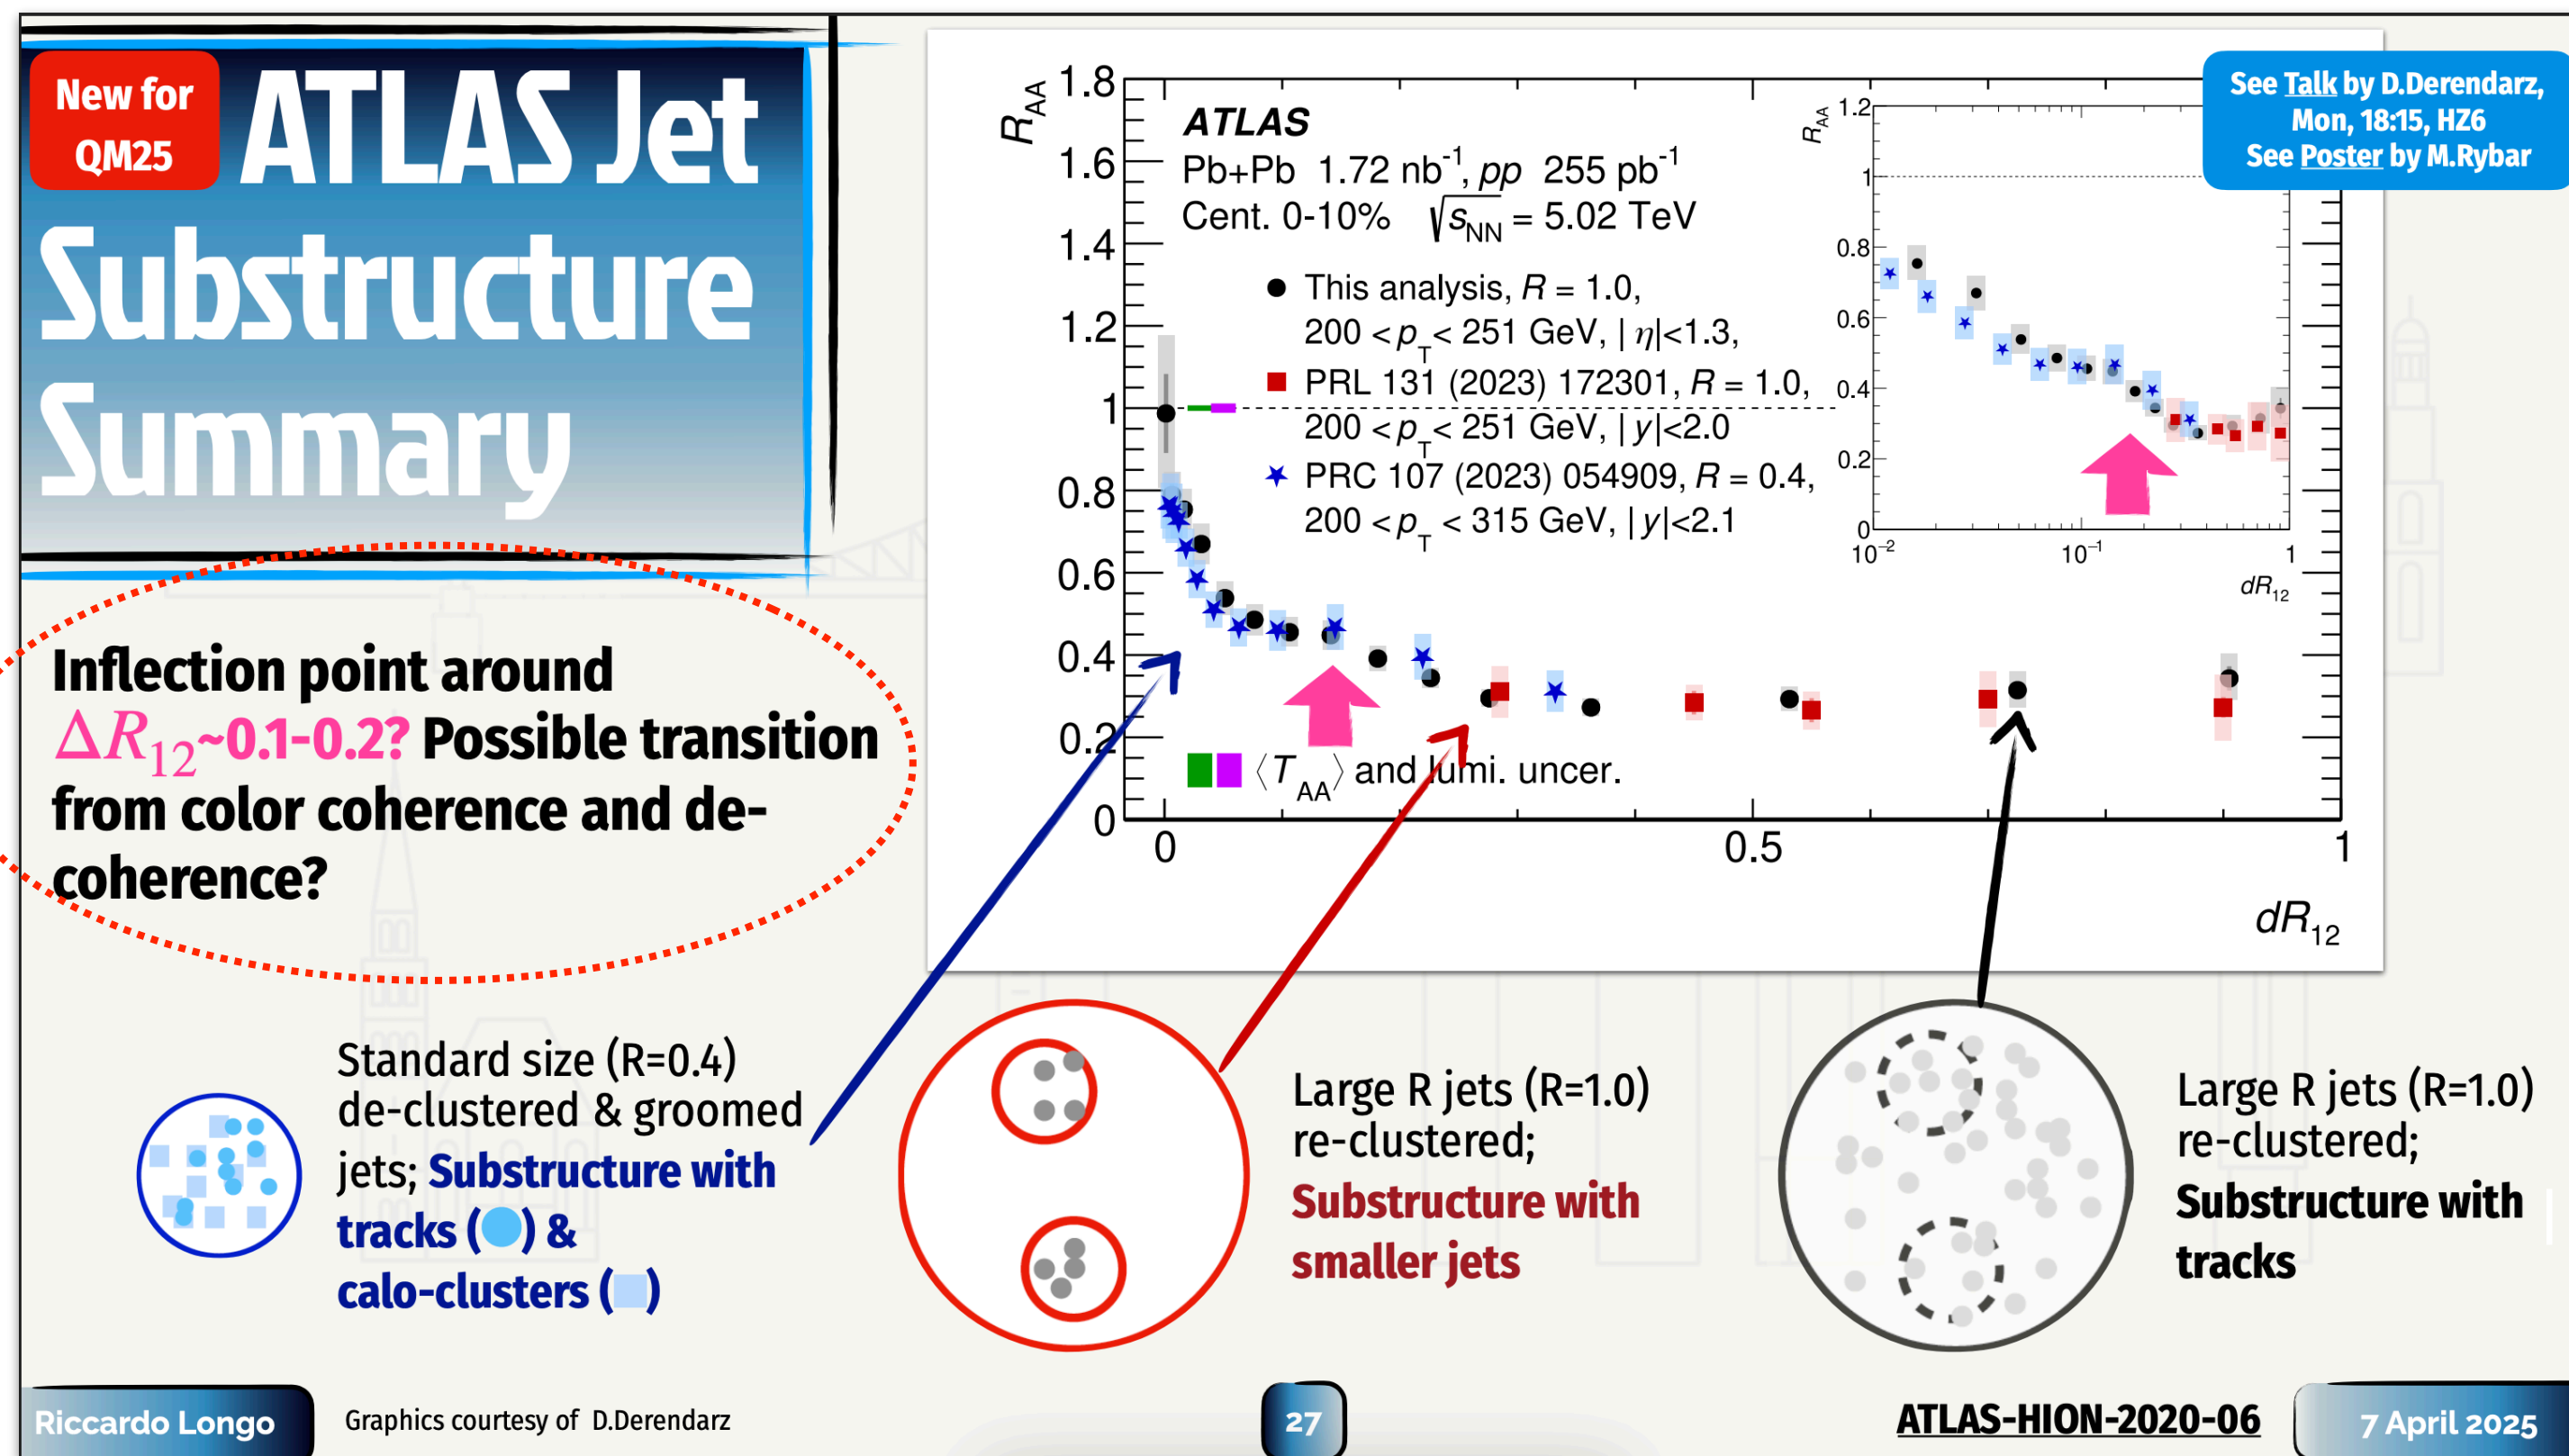 New for
QM25
ATLAS Jet
Substructure
Summary
See Talk by D.Derendarz,
Mon, 18:15, HZ6
See Poster by M.Rybar
R_AA
1.8
1.6
1.4
1.2
1
0.8
0.6
0.4
0.2
0
ATLAS
Pb+Pb 1.72 nb⁻¹, pp 255 pb⁻¹
Cent. 0-10% √s_NN = 5.02 TeV
This analysis, R = 1.0,
200 < p_T < 251 GeV, | η|<1.3,
PRL 131 (2023) 172301, R = 1.0,
200 < p_T < 251 GeV, | y|<2.0
PRC 107 (2023) 054909, R = 0.4,
200 < p_T < 315 GeV, | y|<2.1
⟨T_AA⟩ and lumi. uncer.
0 0.5 1
dR₁₂
R_AA
1.2
1
0.8
0.6
0.4
0.2
0
10⁻² 10⁻¹ 1
dR₁₂
Inflection point around
ΔR₁₂~0.1-0.2? Possible transition
from color coherence and de-
coherence?
Standard size (R=0.4)
de-clustered & groomed
jets; Substructure with
tracks ( ) &
calo-clusters ( )
Large R jets (R=1.0)
re-clustered;
Substructure with
smaller jets
Large R jets (R=1.0)
re-clustered;
Substructure with
tracks
Riccardo Longo
Graphics courtesy of D.Derendarz
27
ATLAS-HION-2020-06
7 April 2025